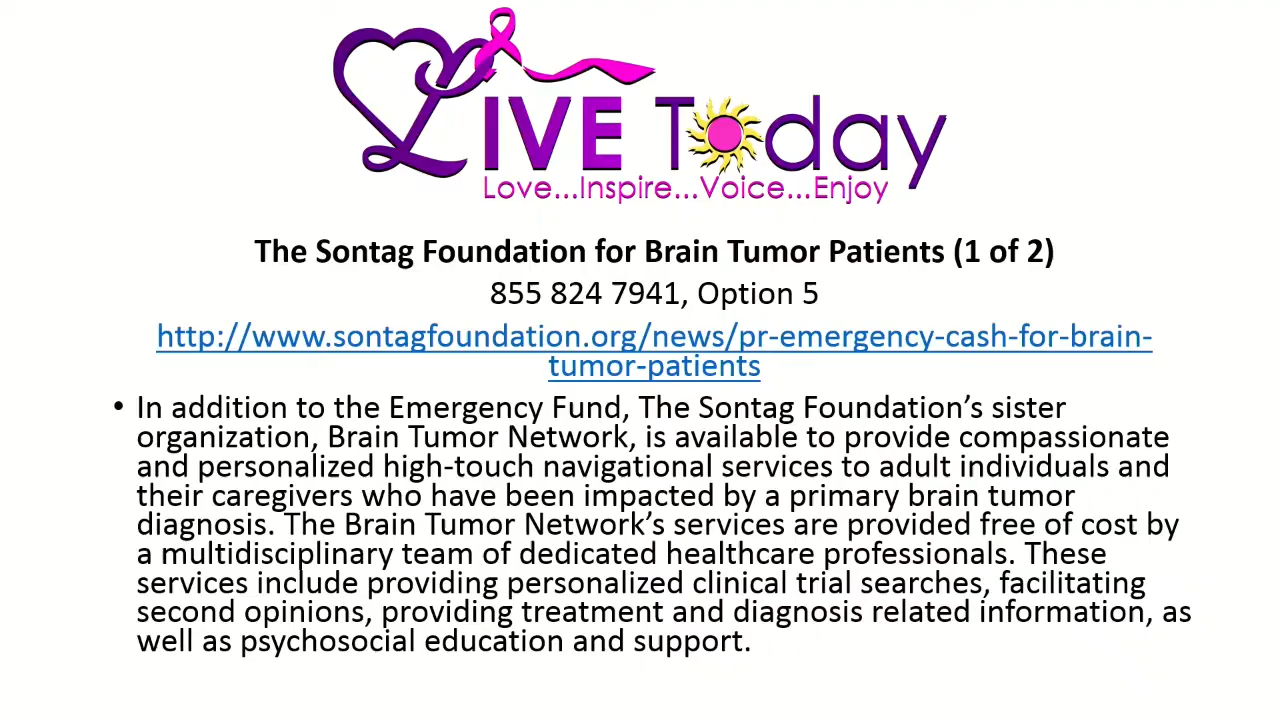 LIVE Today
Love...Inspire...Voice...Enjoy
The Sontag Foundation for Brain Tumor Patients (1 of 2)
855 824 7941, Option 5
http://www.sontagfoundation.org/news/pr-emergency-cash-for-brain-
tumor-patients
• In addition to the Emergency Fund, The Sontag Foundation’s sister
organization, Brain Tumor Network, is available to provide compassionate
and personalized high-touch navigational services to adult individuals and
their caregivers who have been impacted by a primary brain tumor
diagnosis. The Brain Tumor Network’s services are provided free of cost by
a multidisciplinary team of dedicated healthcare professionals. These
services include providing personalized clinical trial searches, facilitating
second opinions, providing treatment and diagnosis related information, as
well as psychosocial education and support.